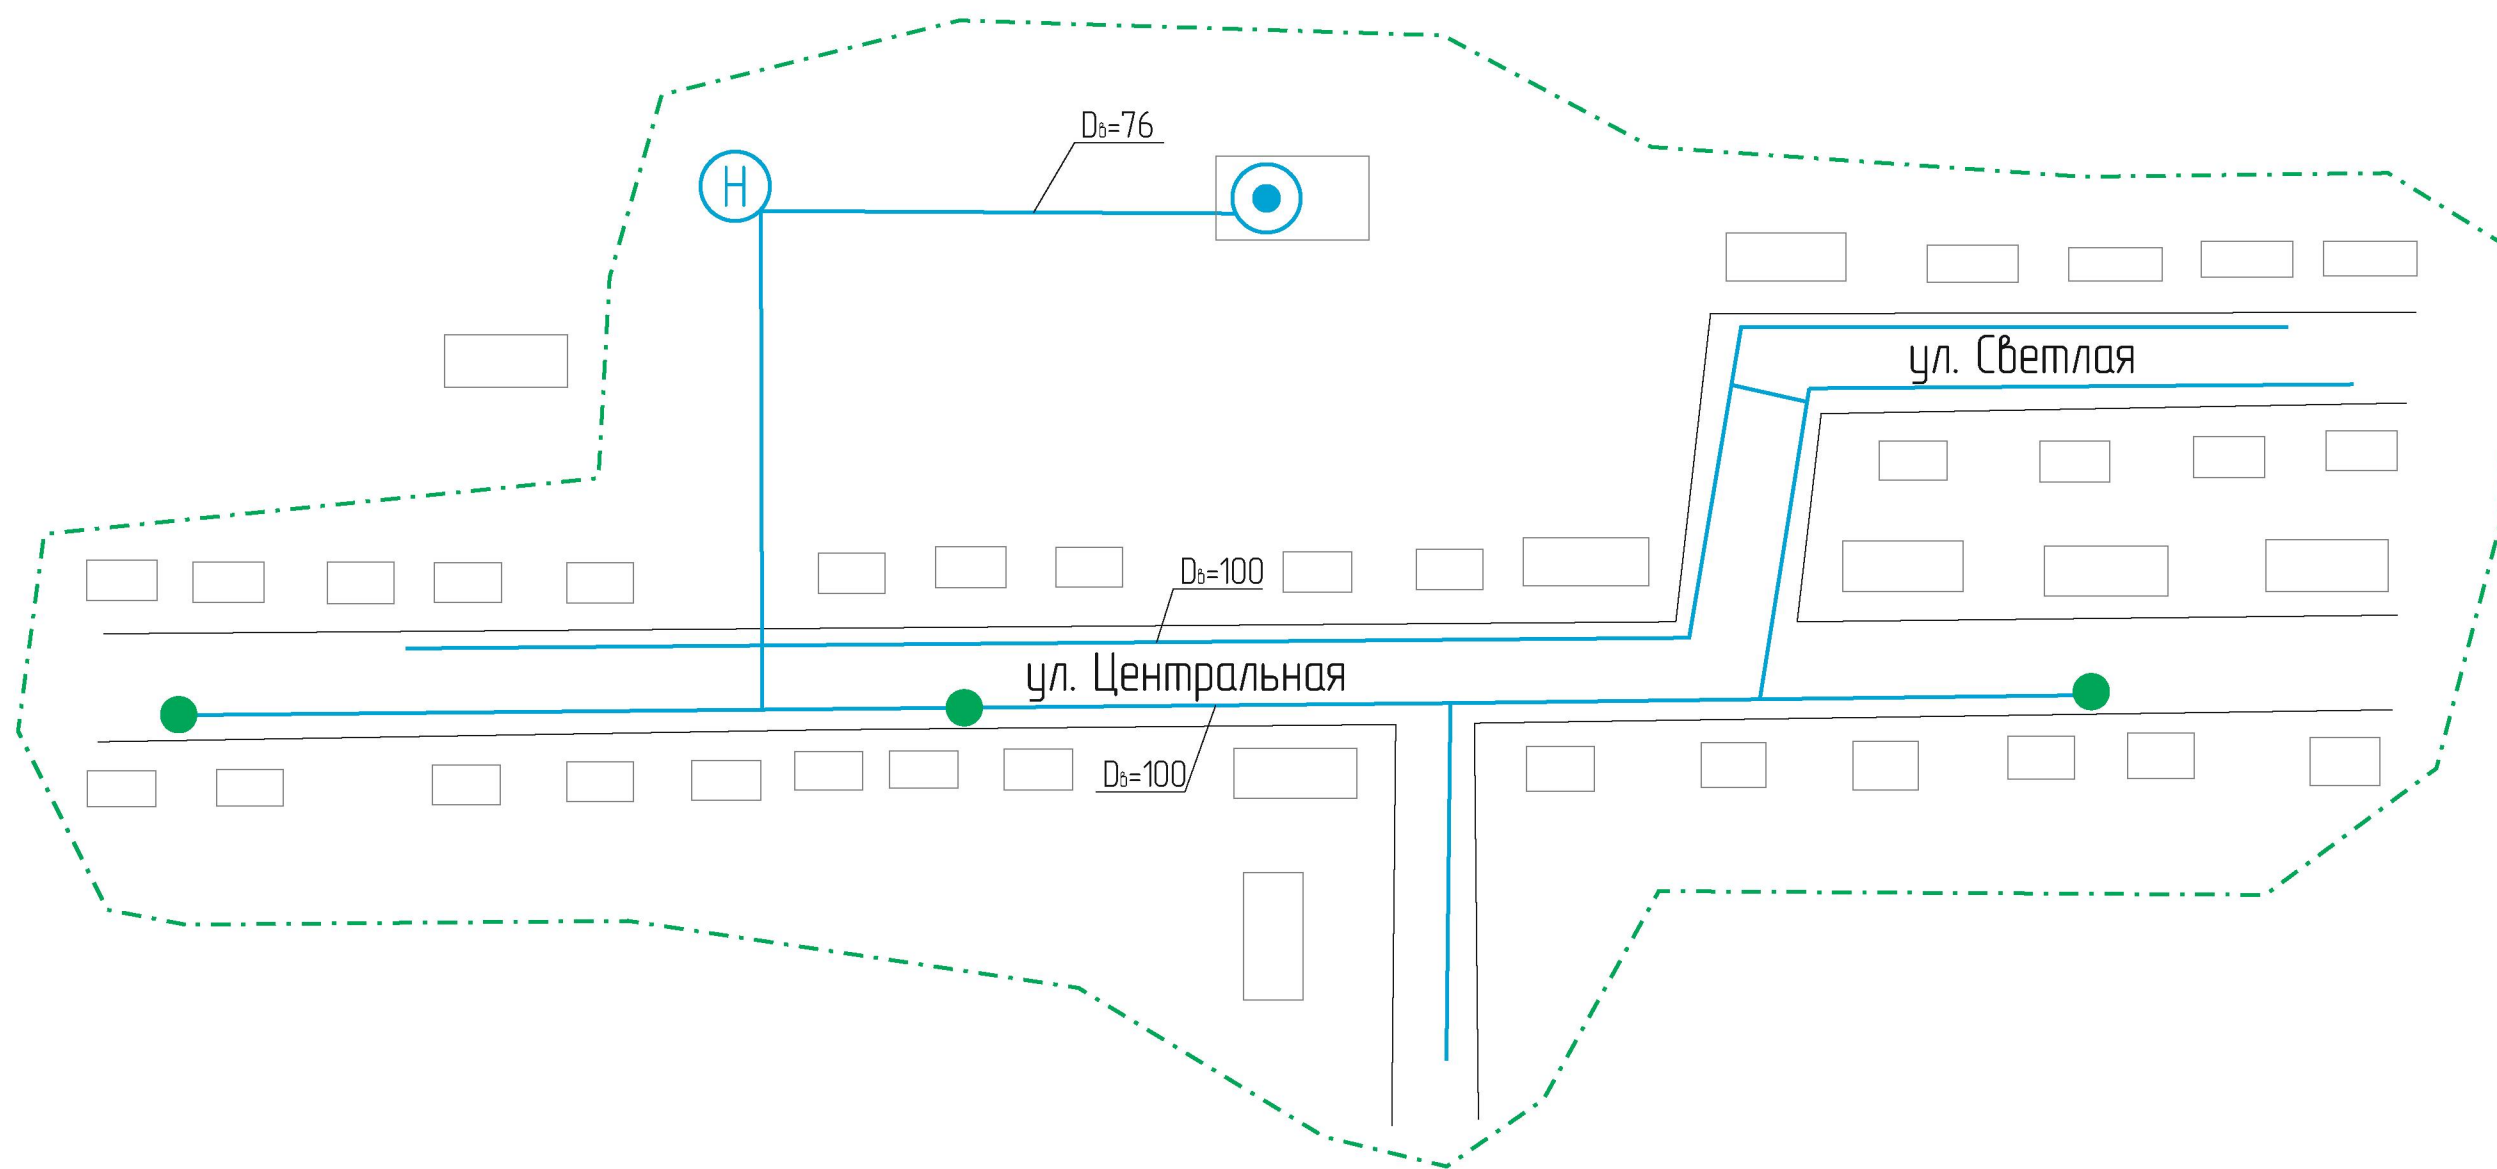 Dв=76
Н
ул. Светлая
Dв=100
ул. Центральная
Dв=100